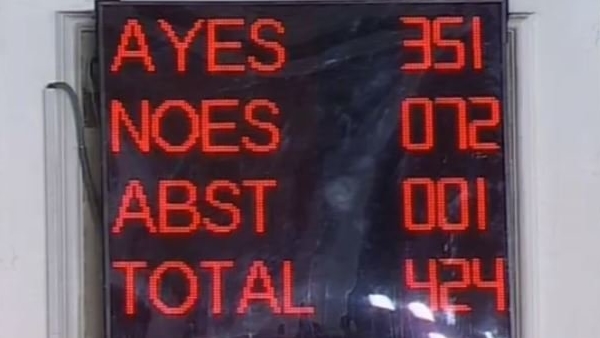 AYES 351
NOES 072
ABST 001
TOTAL 424